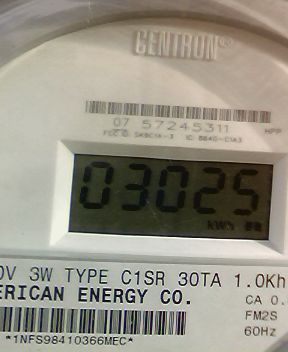 CENTRON®
07 57245311
HPP
03025
KWH
0V 3W TYPE C1SR 30TA 1.0Kh
ERICAN ENERGY CO.
CA 0.
FM2S
60Hz
*1NFS98410366MEC*